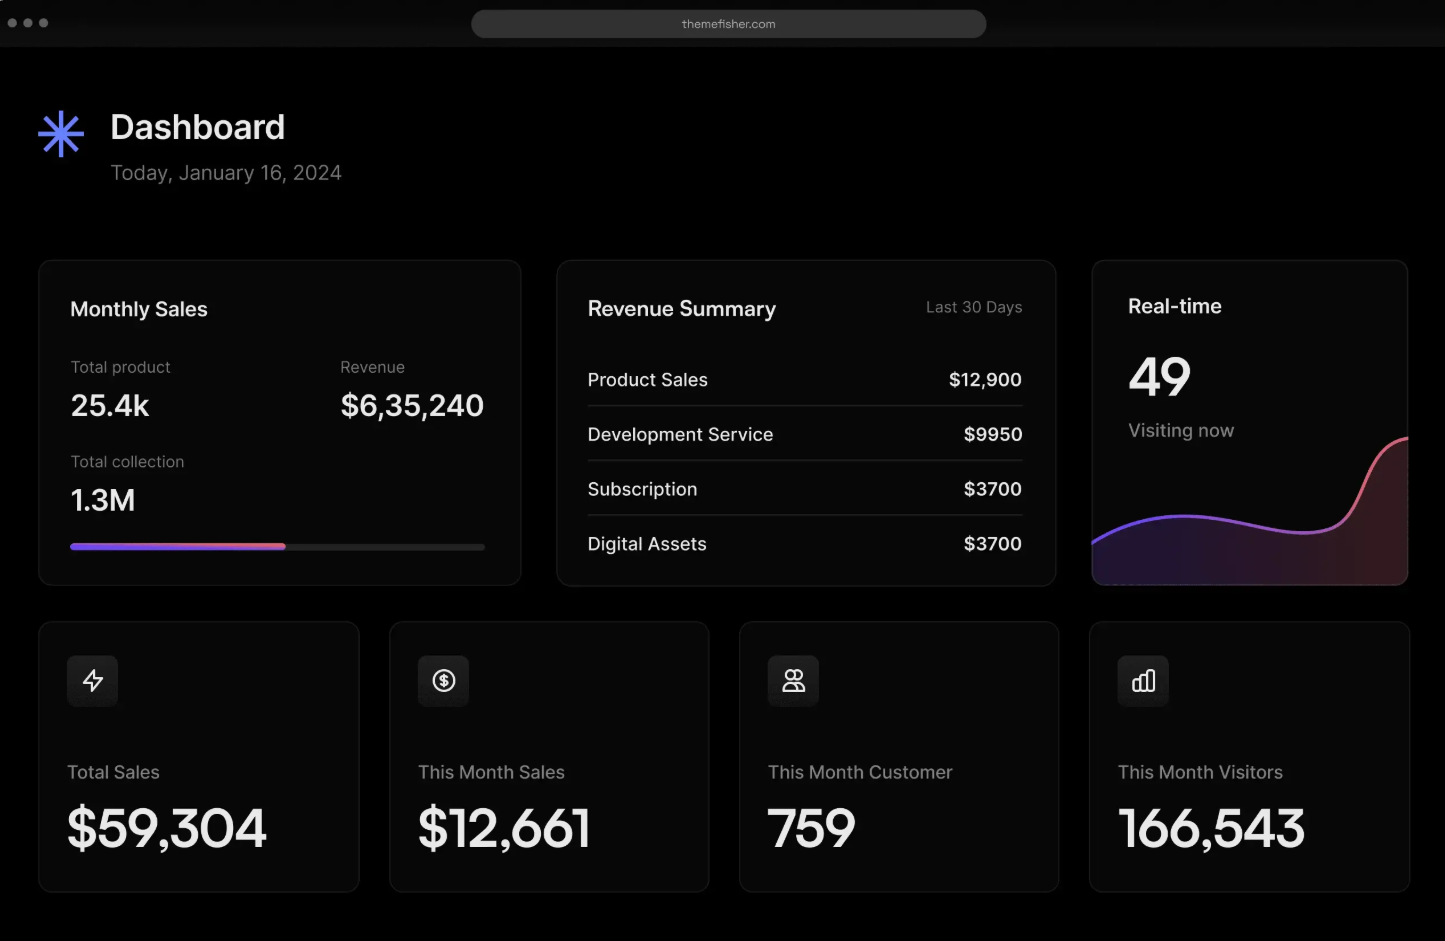 themefisher.com
Dashboard
Today, January 16, 2024
Monthly Sales
Total product
25.4k
Revenue
$6,35,240
Total collection
1.3M
Revenue Summary
Last 30 Days
Product Sales
$12,900
Development Service
$9950
Subscription
$3700
Digital Assets
$3700
Real-time
49
Visiting now
Total Sales
$59,304
This Month Sales
$12,661
This Month Customer
759
This Month Visitors
166,543